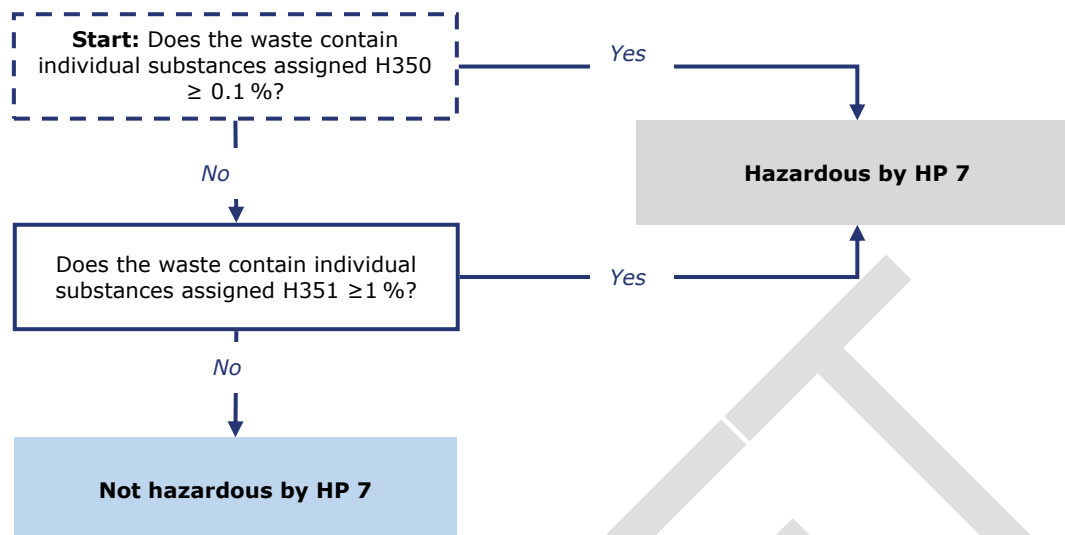 Start: Does the waste contain
individual substances assigned H350
≥ 0.1 %?
Yes
Hazardous by HP 7
No
Does the waste contain individual
substances assigned H351 ≥1 %?
Yes
No
Not hazardous by HP 7